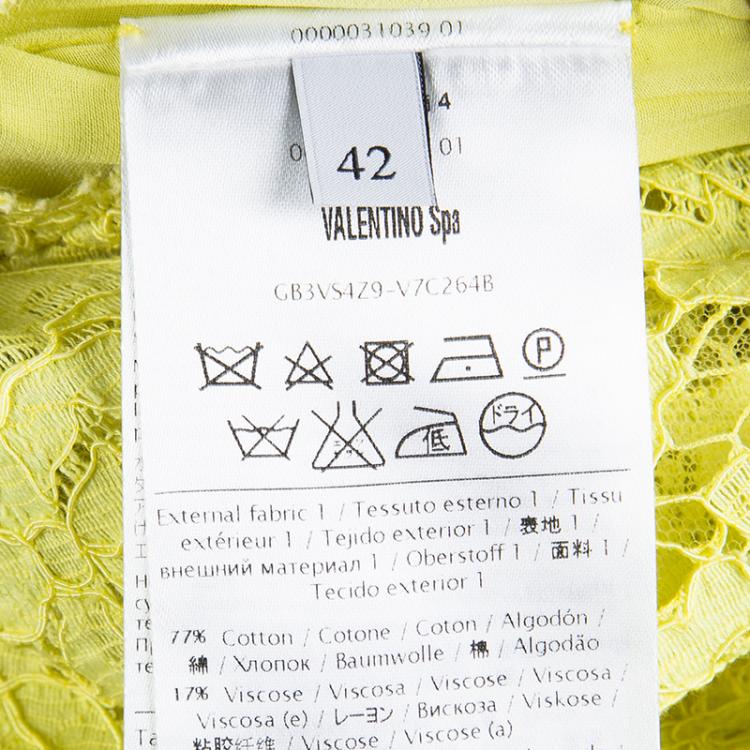 0000031039 01
4
42
0
01
VALENTINO Spa
GB3VS4Z9-V7C264B
P
低
ドライ
External fabric 1 / Tessuto esterno 1 / Tissu
extérieur 1 / Tejido exterior 1 / 表地 1 /
внешний материал 1 / Oberstoff 1 / 面料 1 /
Tecido exterior 1
77% Cotton / Cotone / Coton / Algodón /
綿 / Хлопок / Baumwolle / 棉 / Algodão
17% Viscose / Viscosa / Viscose / Viscosa /
Viscosa (e) / レーヨン / Вискоза / Viskose /
粘胶纤维 / Viscose / Viscose (a)